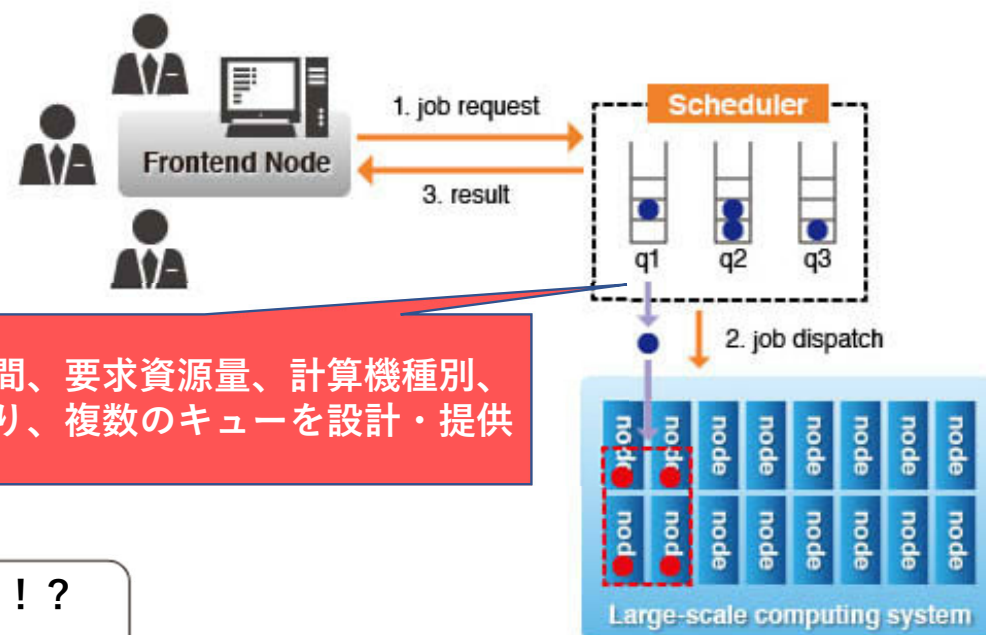 1. job request
Scheduler
Frontend Node
3. result
q1 q2 q3
2. job dispatch
間、要求資源量、計算機種別、
り、複数のキューを設計・提供
node node node node node node node node
node node node node node node node node
Large-scale computing system
！？